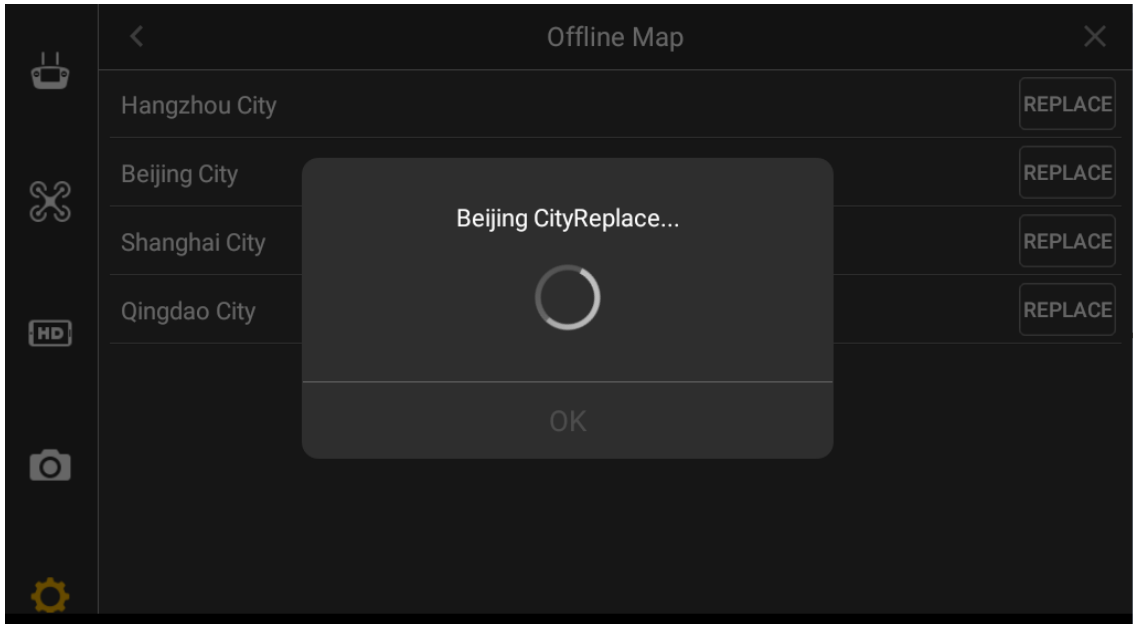 Offline Map
Hangzhou City REPLACE
Beijing City REPLACE
Shanghai City REPLACE
Qingdao City REPLACE
Beijing CityReplace...
OK
HD